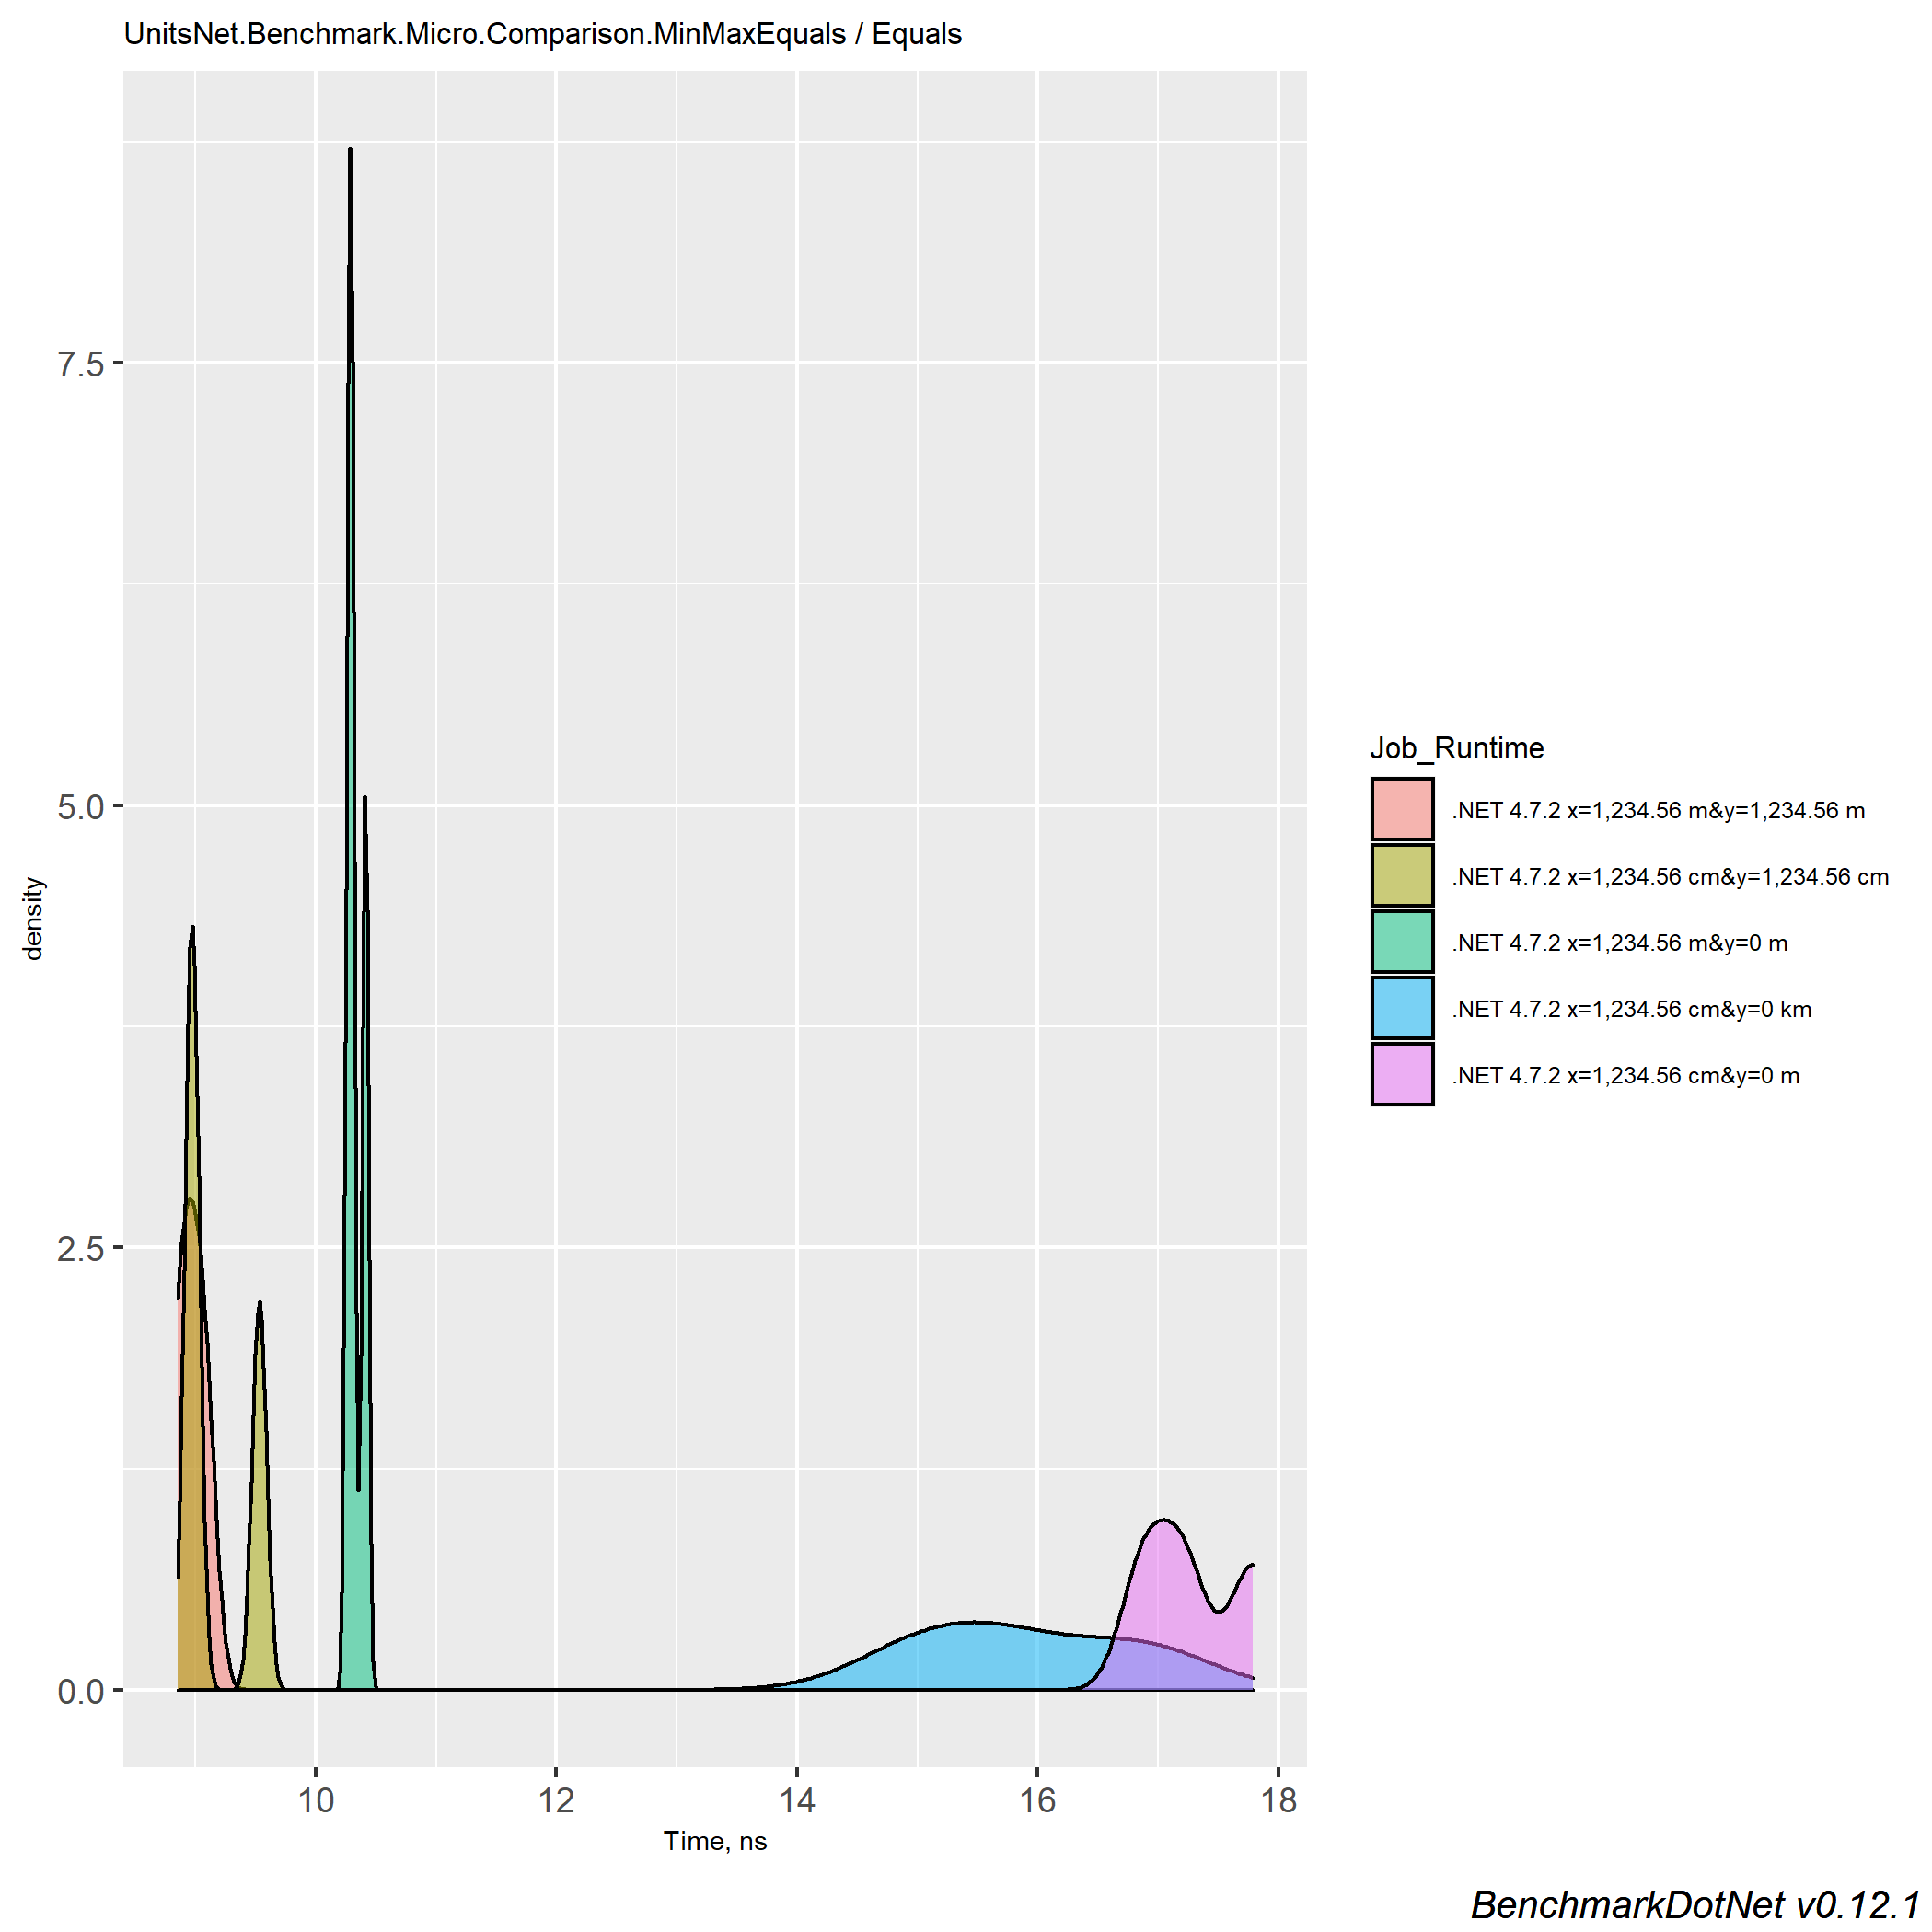 UnitsNet.Benchmark.Micro.Comparison.MinMaxEquals / Equals
7.5
5.0
2.5
0.0
density
10 12 14 16 18
Time, ns
Job_Runtime
.NET 4.7.2 x=1,234.56 m&y=1,234.56 m
.NET 4.7.2 x=1,234.56 cm&y=1,234.56 cm
.NET 4.7.2 x=1,234.56 m&y=0 m
.NET 4.7.2 x=1,234.56 cm&y=0 km
.NET 4.7.2 x=1,234.56 cm&y=0 m
BenchmarkDotNet v0.12.1